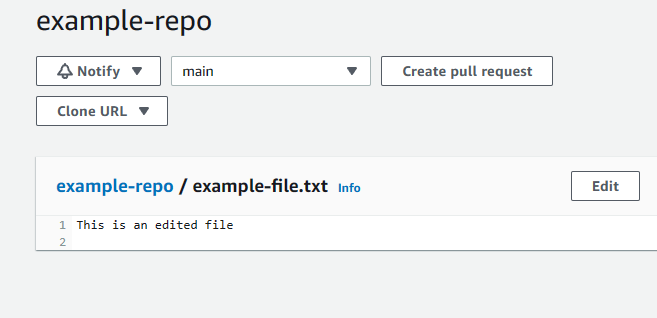 example-repo
Notify
main
Create pull request
Clone URL
example-repo / example-file.txt Info
Edit
1 This is an edited file
2